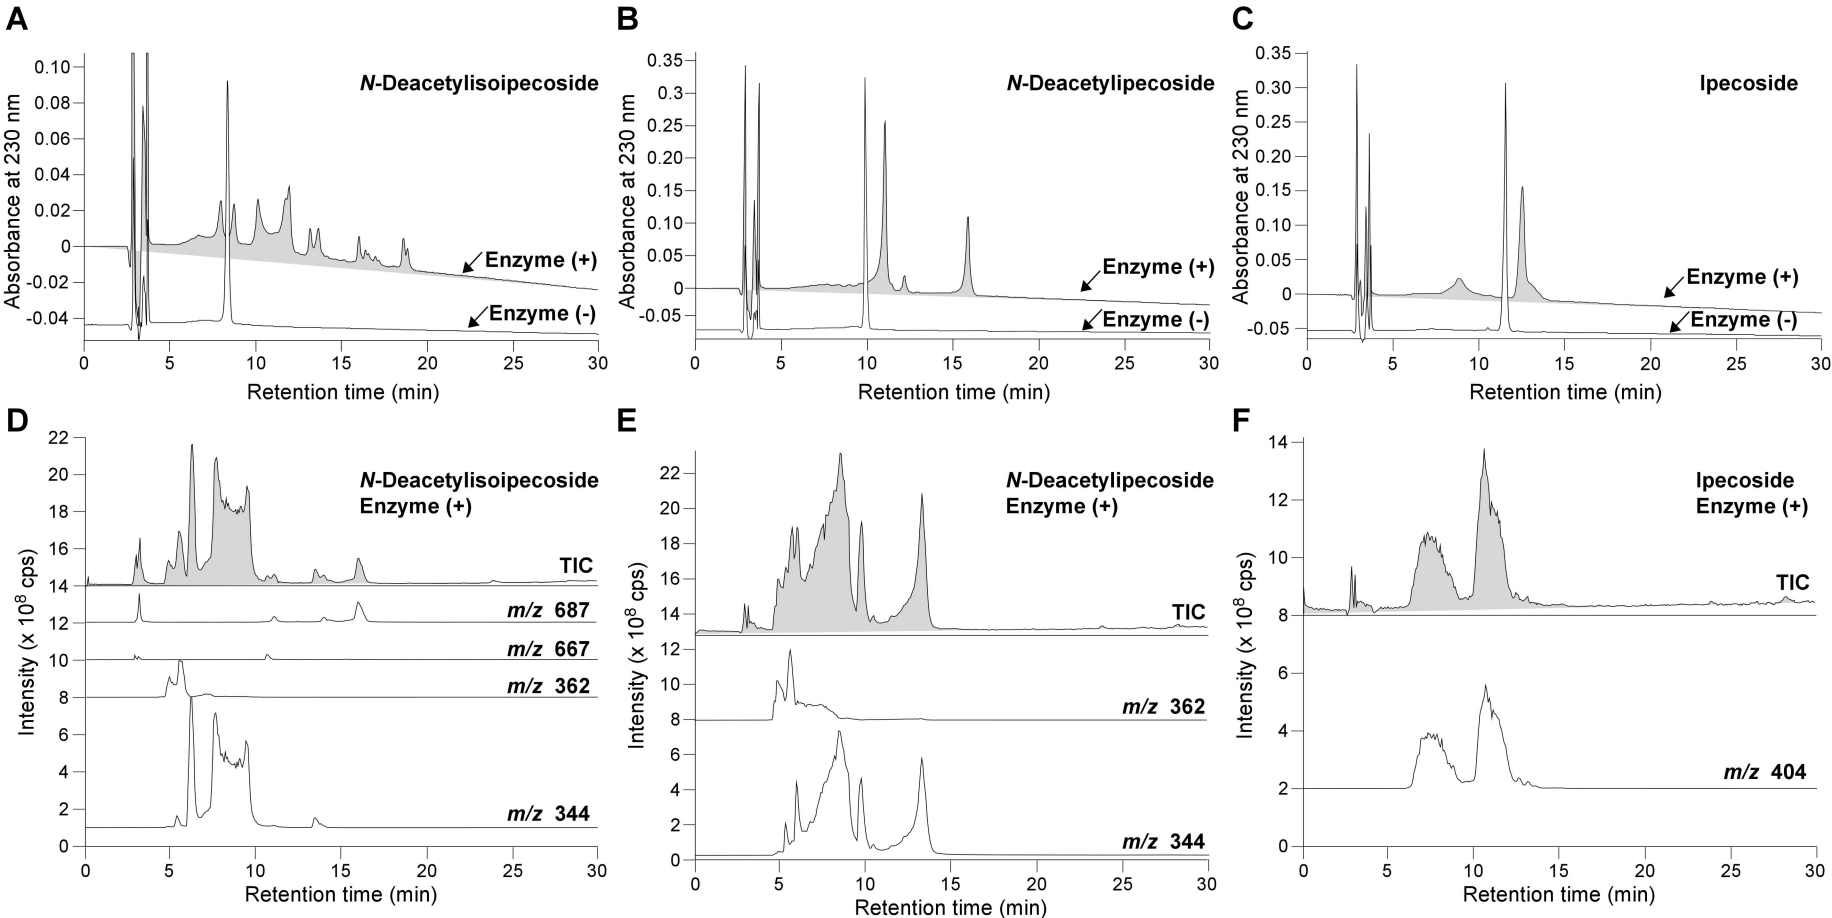 A
Absorbance at 230 nm
0.10
0.08
0.06
0.04
0.02
0
-0.02
-0.04
N-Deacetylisoipecoside
Enzyme (+)
Enzyme (-)
0 5 10 15 20 25 30
Retention time (min)
B
Absorbance at 230 nm
0.35
0.3
0.25
0.20
0.15
0.10
0.05
0
-0.05
N-Deacetylipecoside
Enzyme (+)
Enzyme (-)
0 5 10 15 20 25 30
Retention time (min)
C
Absorbance at 230 nm
0.35
0.30
0.25
0.20
0.15
0.10
0.05
0
-0.05
Ipecoside
Enzyme (+)
Enzyme (-)
0 5 10 15 20 25 30
Retention time (min)
D
Intensity (x 10⁸ cps)
22
20
18
16
14
12
10
8
6
4
2
0
N-Deacetylisoipecoside
Enzyme (+)
TIC
m/z 687
m/z 667
m/z 362
m/z 344
0 5 10 15 20 25 30
Retention time (min)
E
Intensity (x 10⁸ cps)
22
20
18
16
14
12
10
8
6
4
2
0
N-Deacetylipecoside
Enzyme (+)
TIC
m/z 362
m/z 344
0 5 10 15 20 25 30
Retention time (min)
F
Intensity (x 10⁸ cps)
14
12
10
8
6
4
2
0
Ipecoside
Enzyme (+)
TIC
m/z 404
0 5 10 15 20 25 30
Retention time (min)